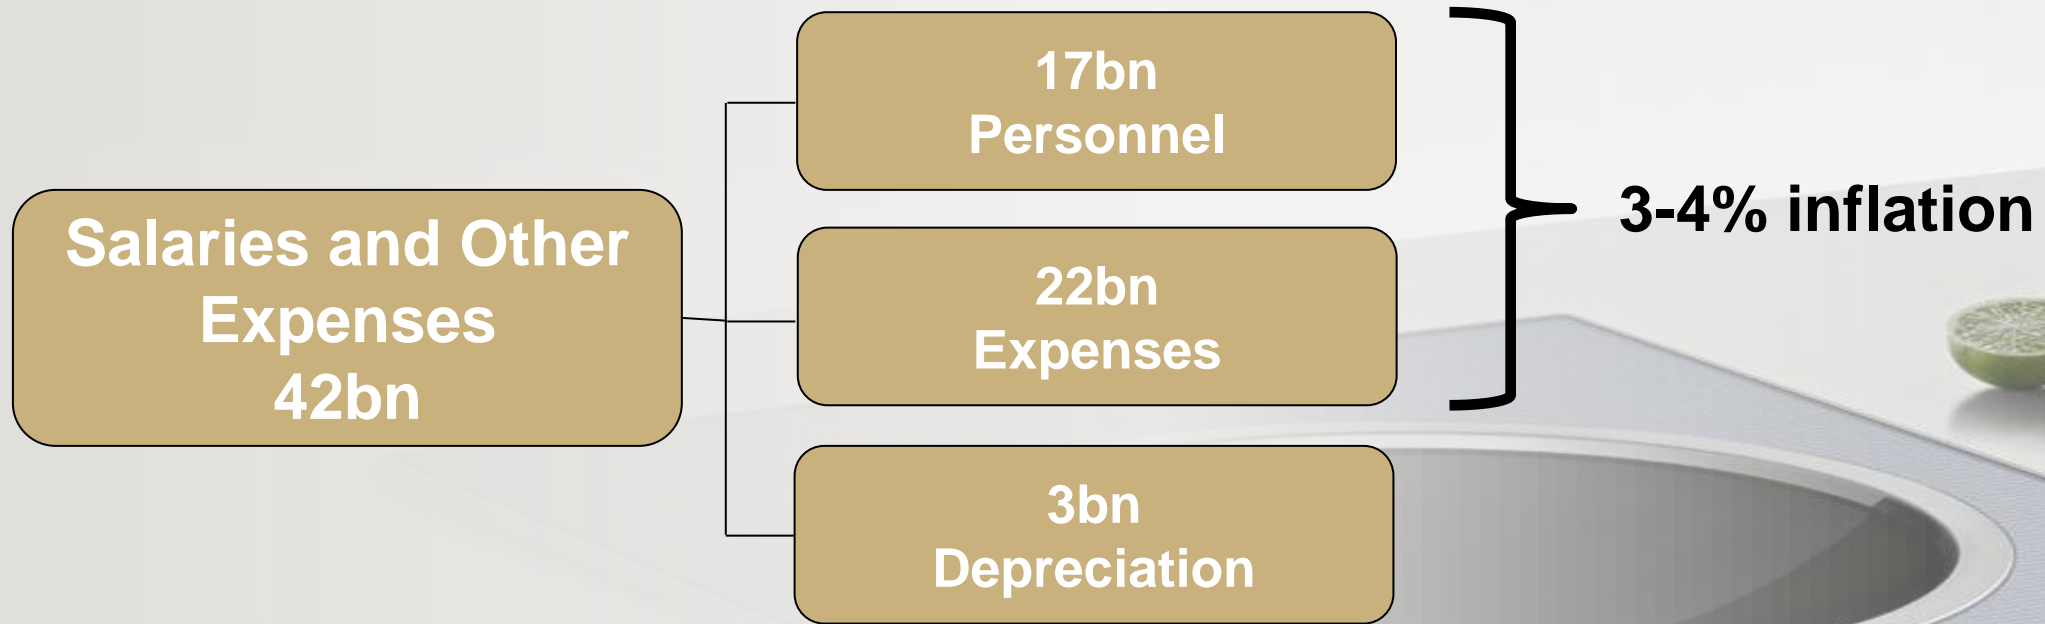 Salaries and Other
Expenses
42bn
17bn
Personnel
22bn
Expenses
3bn
Depreciation
3-4% inflation